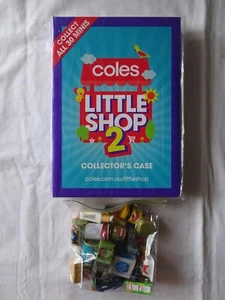 COLLECT
ALL 30 MINIS
coles
LITTLE
SHOP
2
COLLECTOR'S CASE
coles.com.au/littleshop